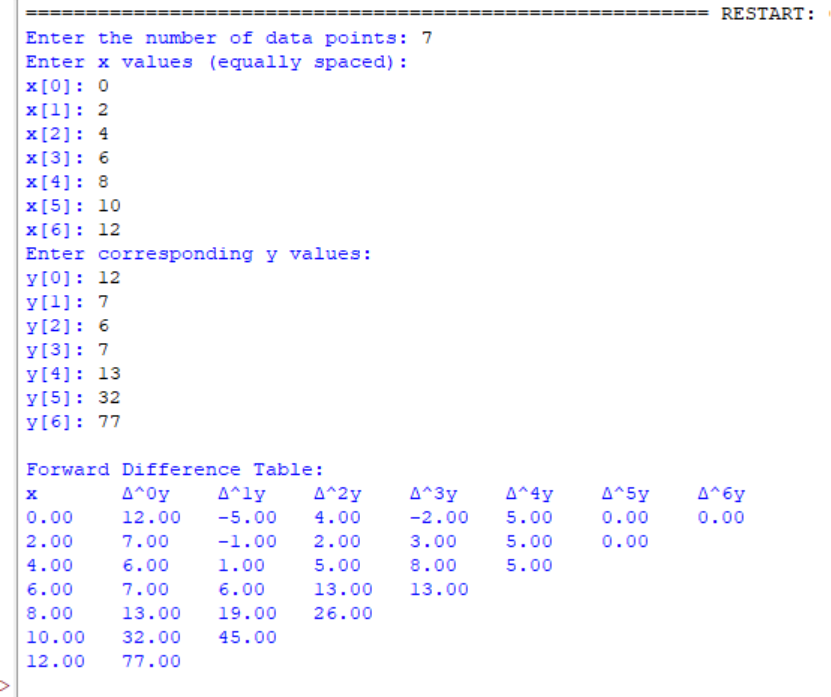 ========================================================= RESTART:
Enter the number of data points: 7
Enter x values (equally spaced):
x[0]: 0
x[1]: 2
x[2]: 4
x[3]: 6
x[4]: 8
x[5]: 10
x[6]: 12
Enter corresponding y values:
y[0]: 12
y[1]: 7
y[2]: 6
y[3]: 7
y[4]: 13
y[5]: 32
y[6]: 77
Forward Difference Table:
x Δ^0y Δ^1y Δ^2y Δ^3y Δ^4y Δ^5y Δ^6y
0.00 12.00 -5.00 4.00 -2.00 5.00 0.00 0.00
2.00 7.00 -1.00 2.00 3.00 5.00 0.00
4.00 6.00 1.00 5.00 8.00 5.00
6.00 7.00 6.00 13.00 13.00
8.00 13.00 19.00 26.00
10.00 32.00 45.00
12.00 77.00
>